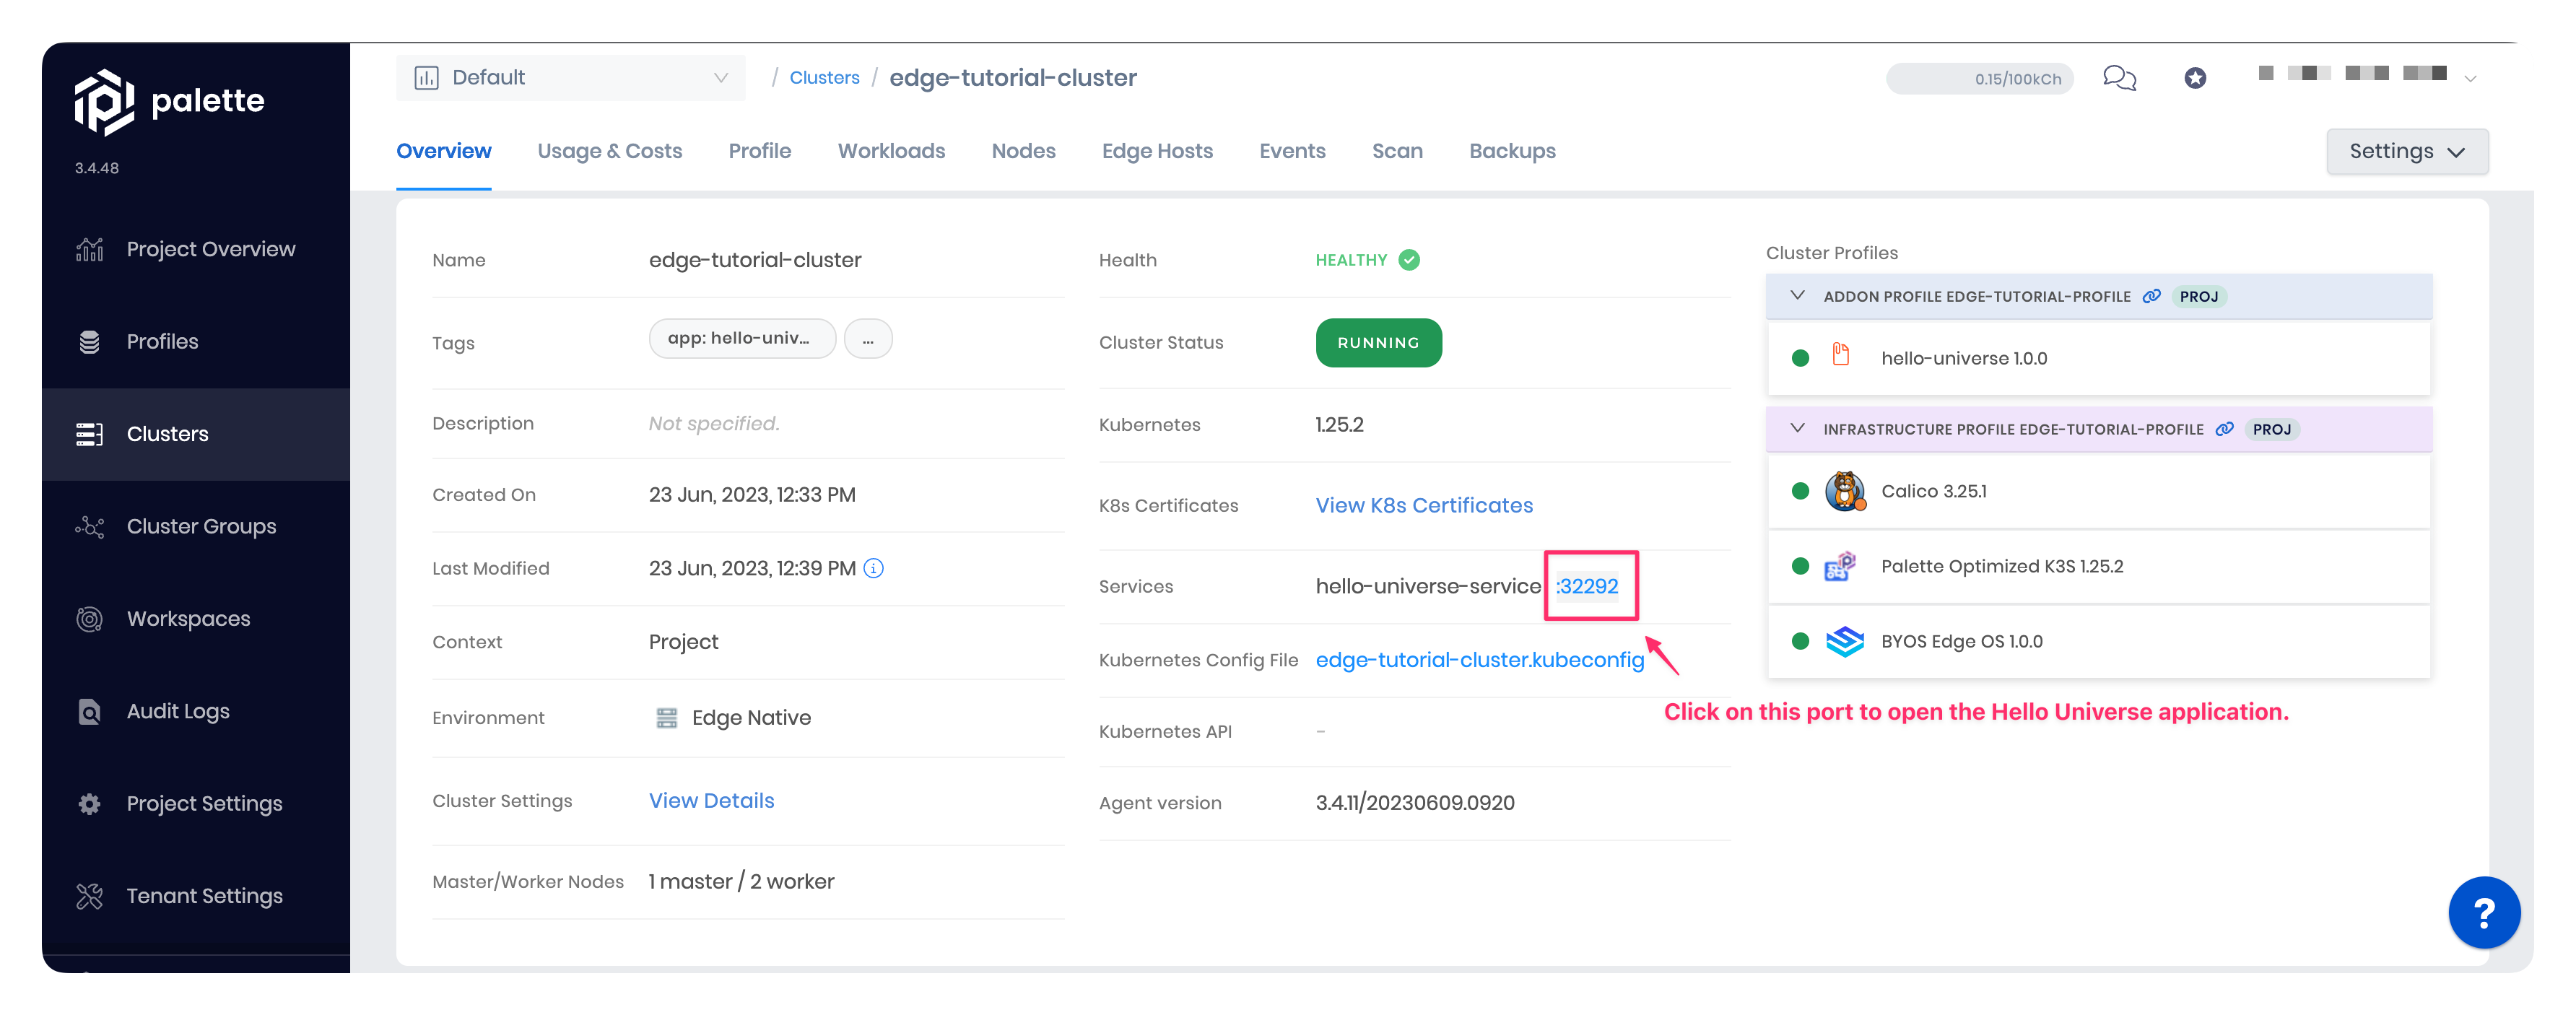 palette
3.4.48
Project Overview
Profiles
Clusters
Cluster Groups
Workspaces
Audit Logs
Project Settings
Tenant Settings
Default / Clusters / edge-tutorial-cluster
0.15/100kCh
Overview Usage & Costs Profile Workloads Nodes Edge Hosts Events Scan Backups
Settings
Name edge-tutorial-cluster
Tags app: hello-univ... ...
Description Not specified.
Created On 23 Jun, 2023, 12:33 PM
Last Modified 23 Jun, 2023, 12:39 PM
Context Project
Environment Edge Native
Cluster Settings View Details
Master/Worker Nodes 1 master / 2 worker
Health HEALTHY
Cluster Status RUNNING
Kubernetes 1.25.2
K8s Certificates View K8s Certificates
Services hello-universe-service :32292
Kubernetes Config File edge-tutorial-cluster.kubeconfig
Kubernetes API -
Agent version 3.4.11/20230609.0920
Click on this port to open the Hello Universe application.
Cluster Profiles
ADDON PROFILE EDGE-TUTORIAL-PROFILE PROJ
hello-universe 1.0.0
INFRASTRUCTURE PROFILE EDGE-TUTORIAL-PROFILE PROJ
Calico 3.25.1
Palette Optimized K3S 1.25.2
BYOS Edge OS 1.0.0
?